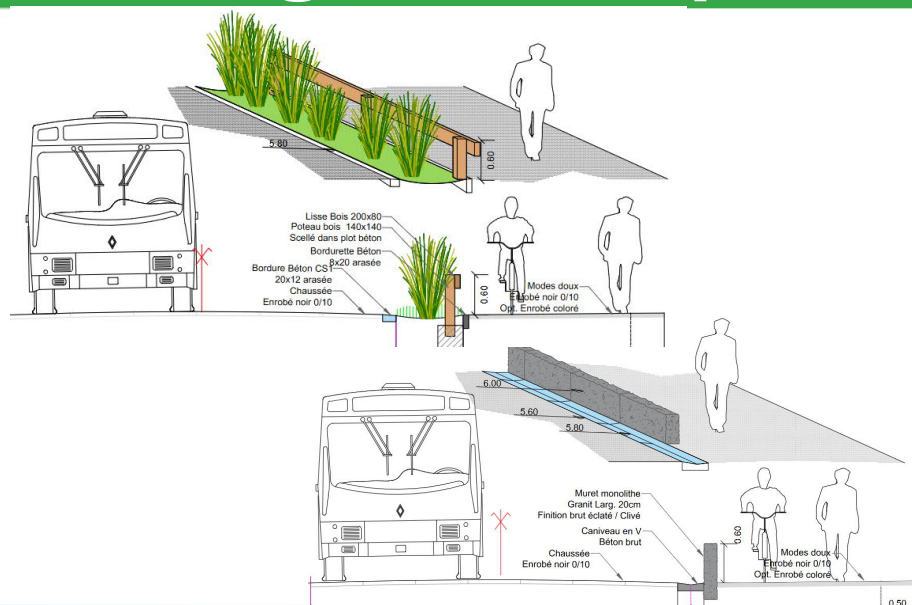 5.80
0.60
Lisse Bois 200x80
Poteau bois 140x140
Scellé dans plot béton
Bordurette Béton
8x20 arasée
Bordure Béton CS1
20x12 arasée
Chaussée
Enrobé noir 0/10
0.60
Modes doux
Enrobé noir 0/10
Opt. Enrobé coloré
6.00
5.60
5.80
Muret monolithe
Granit Larg. 20cm
Finition brut éclaté / Clivé
Caniveau en V
Béton brut
Chaussée
Enrobé noir 0/10
0.60
Modes doux
Enrobé noir 0/10
Opt. Enrobé coloré
0.50